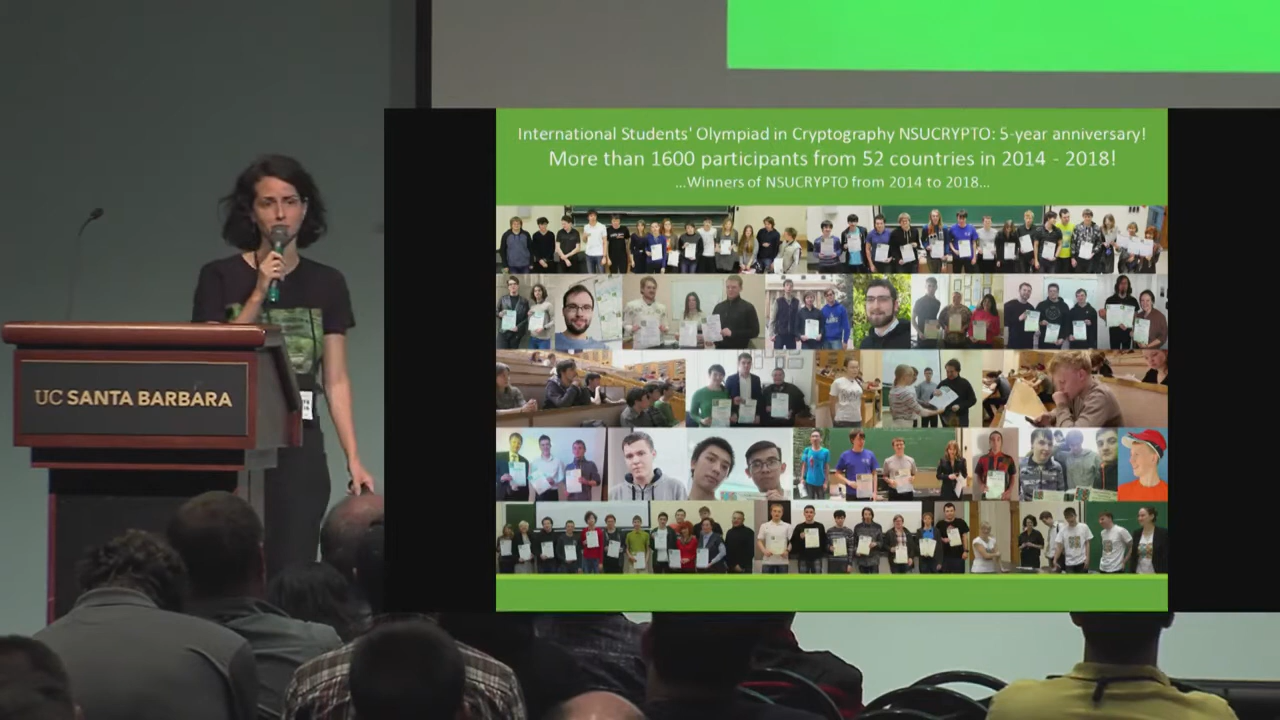 International Students' Olympiad in Cryptography NSUCRYPTO: 5-year anniversary!
More than 1600 participants from 52 countries in 2014 - 2018!
...Winners of NSUCRYPTO from 2014 to 2018...
UC SANTA BARBARA